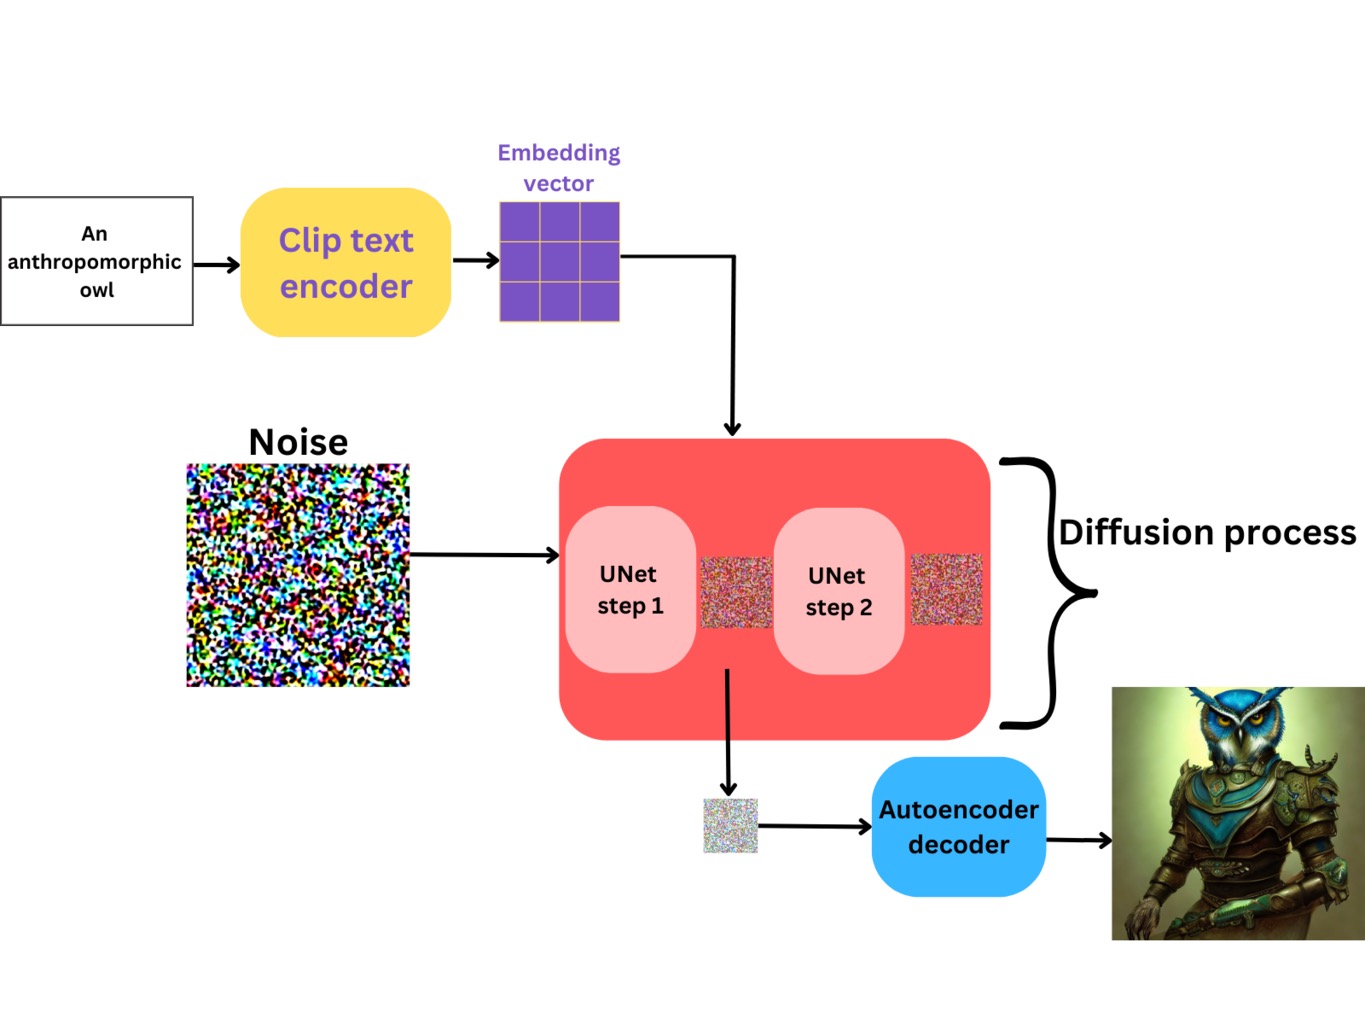 Embedding
vector
An
anthropomorphic
owl
Clip text
encoder
Noise
UNet
step 1
UNet
step 2
Diffusion process
Autoencoder
decoder